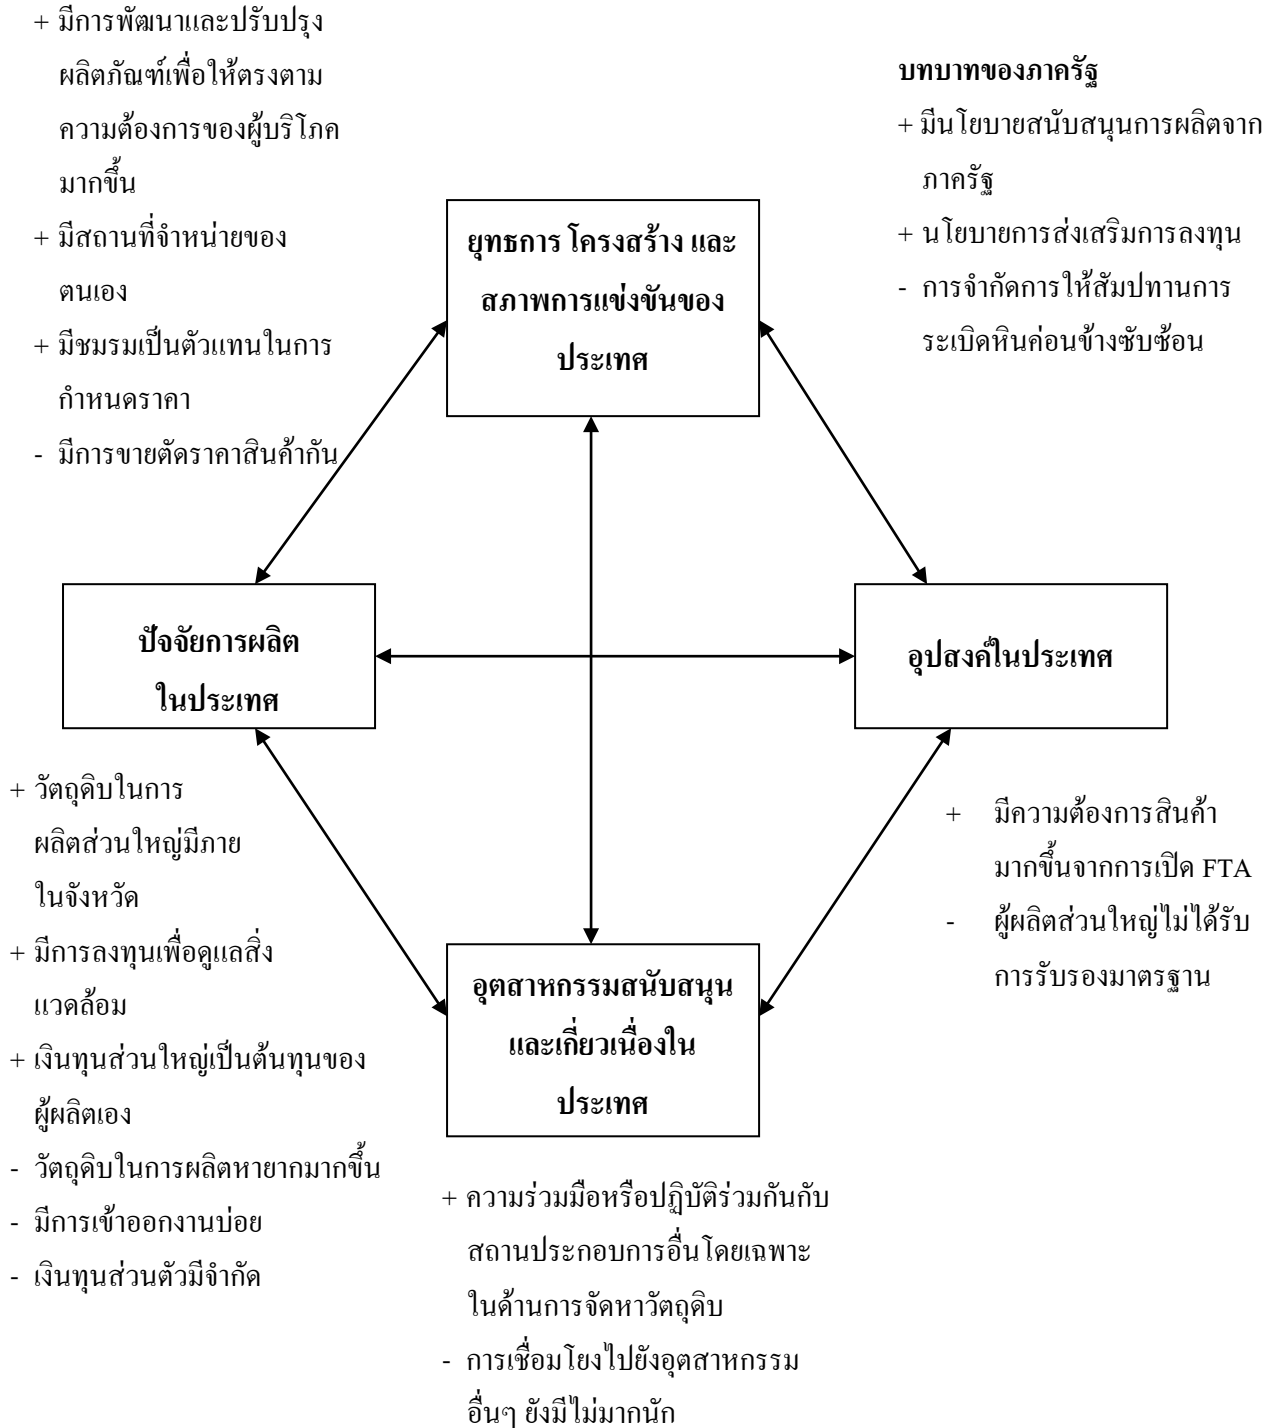 + มีการพัฒนาและปรับปรุง
ผลิตภัณฑ์เพื่อให้ตรงตาม
ความต้องการของผู้บริโภค
มากขึ้น
+ มีสถานที่จำหน่ายของ
ตนเอง
+ มีชมรมเป็นตัวแทนในการ
กำหนดราคา
- มีการขายตัดราคาสินค้ากัน
บทบาทของภาครัฐ
+ มีนโยบายสนับสนุนการผลิตจาก
ภาครัฐ
+ นโยบายการส่งเสริมการลงทุน
- การจำกัดการให้สัมปทานการ
ระเบิดหินค่อนข้างซับซ้อน
ยุทธการ โครงสร้าง และ
สภาพการแข่งขันของ
ประเทศ
ปัจจัยการผลิต
ในประเทศ
อุปสงค์ในประเทศ
+ วัตถุดิบในการ
ผลิตส่วนใหญ่มีภาย
ในจังหวัด
+ มีการลงทุนเพื่อดูแลสิ่ง
แวดล้อม
+ เงินทุนส่วนใหญ่เป็นต้นทุนของ
ผู้ผลิตเอง
- วัตถุดิบในการผลิตหายากมากขึ้น
- มีการเข้าออกงานบ่อย
- เงินทุนส่วนตัวมีจำกัด
+ มีความต้องการสินค้า
มากขึ้นจากการเปิด FTA
- ผู้ผลิตส่วนใหญ่ไม่ได้รับ
การรับรองมาตรฐาน
อุตสาหกรรมสนับสนุน
และเกี่ยวเนื่องใน
ประเทศ
+ ความร่วมมือหรือปฏิบัติร่วมกันกับ
สถานประกอบการอื่นโดยเฉพาะ
ในด้านการจัดหาวัตถุดิบ
- การเชื่อมโยงไปยังอุตสาหกรรม
อื่นๆ ยังมีไม่มากนัก